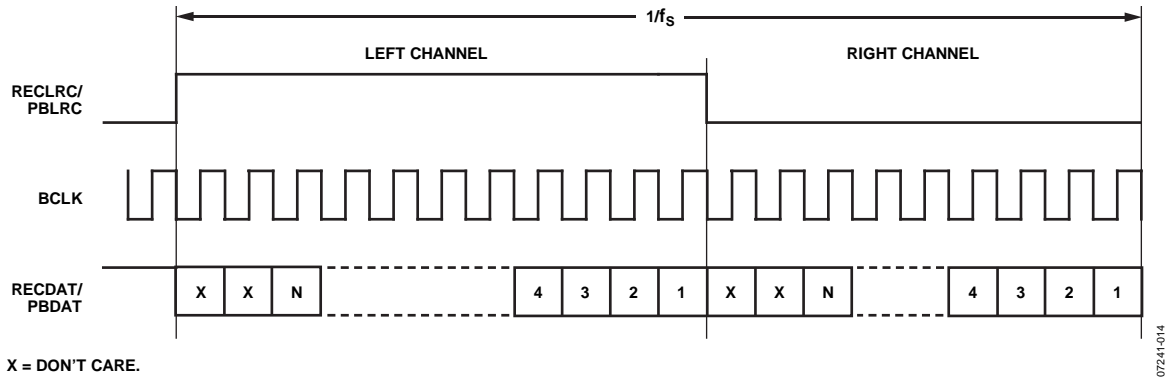 1/fS
LEFT CHANNEL
RIGHT CHANNEL
RECLRC/
PBLRC
BCLK
RECDAT/
PBDAT
X X N 4 3 2 1 X X N 4 3 2 1
X = DON'T CARE.
07241-014